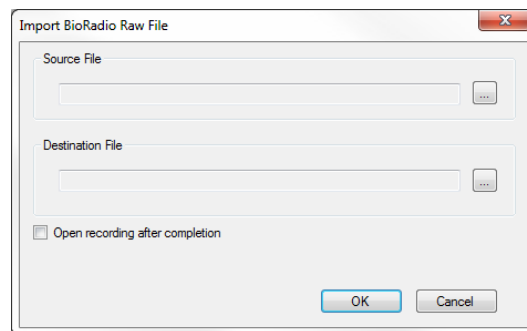 Import BioRadio Raw File
Source File
...
Destination File
...
Open recording after completion
OK Cancel